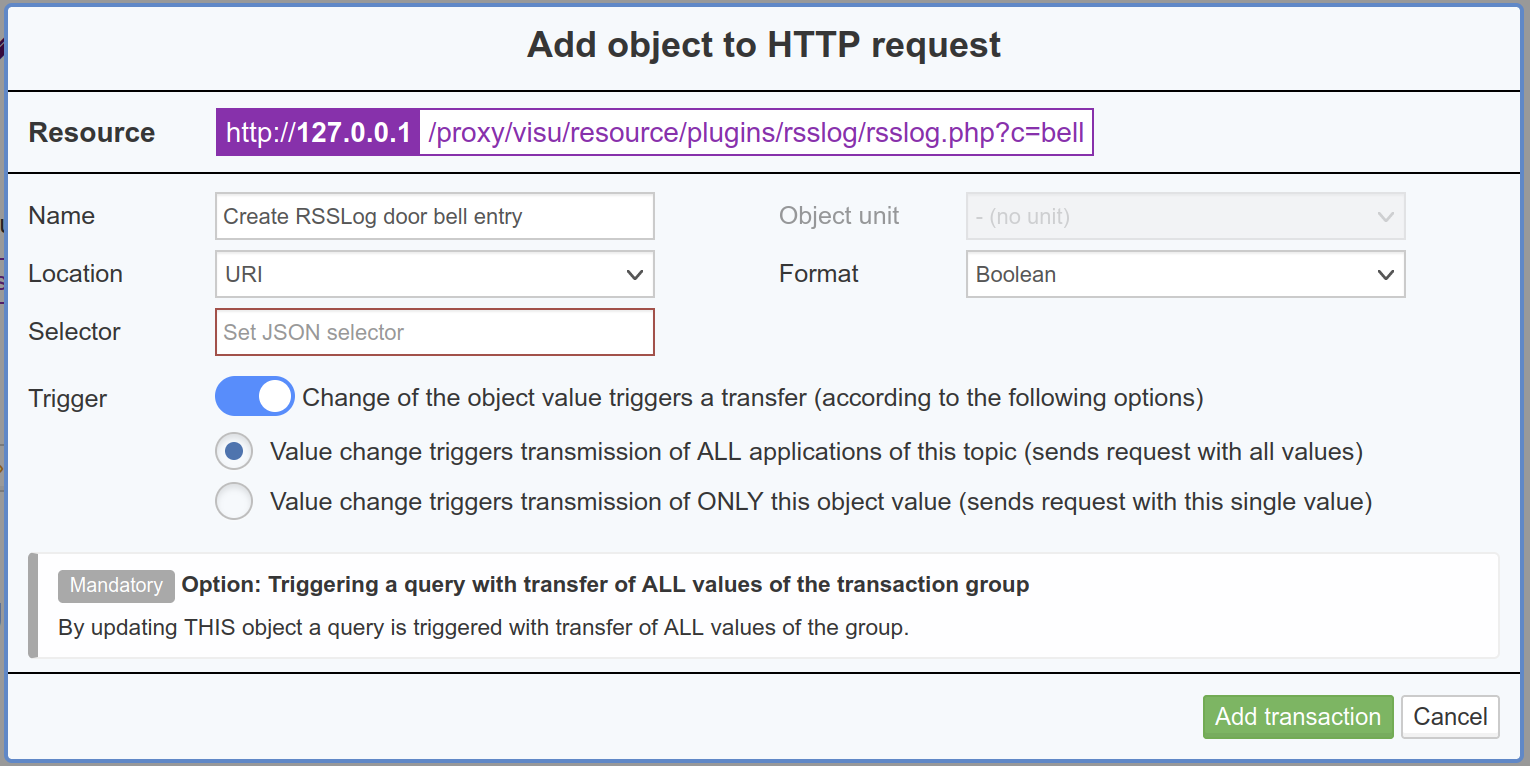 Add object to HTTP request
Resource http://127.0.0.1 /proxy/visu/resource/plugins/rsslog/rsslog.php?c=bell
Name Create RSSLog door bell entry Object unit - (no unit)
Location URI Format Boolean
Selector Set JSON selector
Trigger Change of the object value triggers a transfer (according to the following options)
Value change triggers transmission of ALL applications of this topic (sends request with all values)
Value change triggers transmission of ONLY this object value (sends request with this single value)
Mandatory Option: Triggering a query with transfer of ALL values of the transaction group
By updating THIS object a query is triggered with transfer of ALL values of the group.
Add transaction Cancel